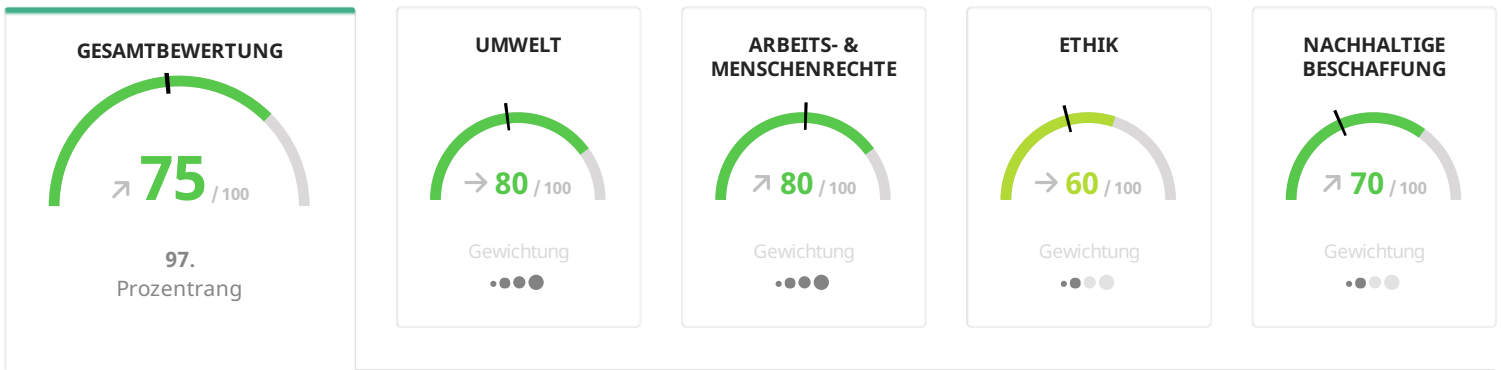 GESAMTBEWERTUNG
75 / 100
97.
Prozentrang
UMWELT
80 / 100
Gewichtung
ARBEITS- &
MENSCHENRECHTE
80 / 100
Gewichtung
ETHIK
60 / 100
Gewichtung
NACHHALTIGE
BESCHAFFUNG
70 / 100
Gewichtung